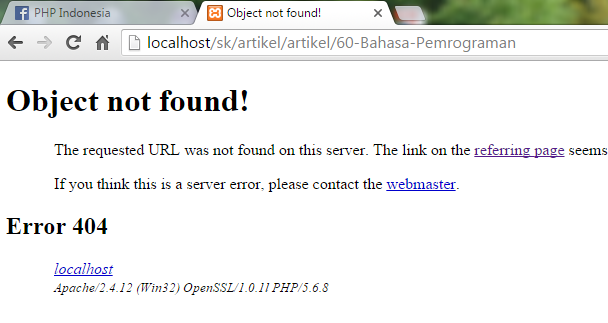 PHP Indonesia
Object not found!
localhost/sk/artikel/artikel/60-Bahasa-Pemrograman
Object not found!
The requested URL was not found on this server. The link on the referring page seems
If you think this is a server error, please contact the webmaster.
Error 404
localhost
Apache/2.4.12 (Win32) OpenSSL/1.0.1l PHP/5.6.8